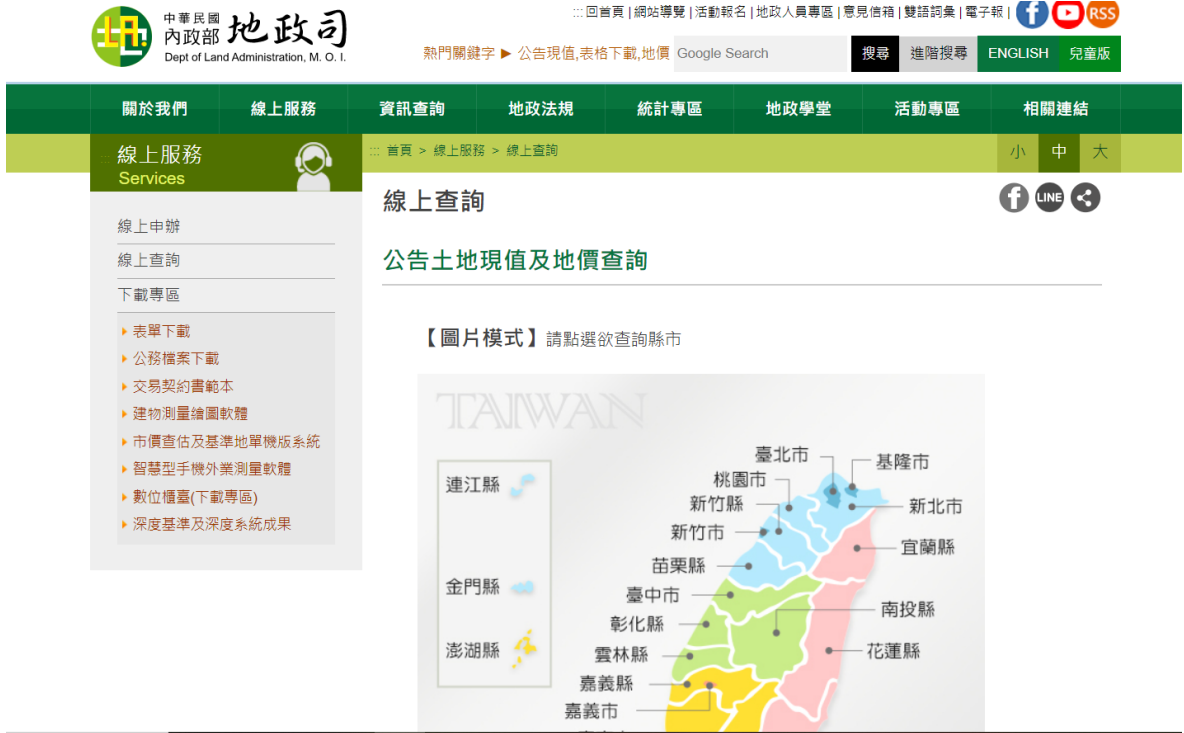 中華民國
內政部
地政司
Dept of Land Administration, M. O. I.
:::回首頁|網站導覽|活動報名|地政人員專區|意見信箱|雙語詞彙|電子報|
RSS
熱門關鍵字 ▶ 公告現值,表格下載,地價
Google Search
搜尋
進階搜尋
ENGLISH
兒童版
關於我們 線上服務 資訊查詢 地政法規 統計專區 地政學堂 活動專區 相關連結
線上服務
Services
::: 首頁 > 線上服務 > 線上查詢
小 中 大
線上申辦
線上查詢
下載專區
表單下載
公務檔案下載
交易契約書範本
建物測量繪圖軟體
市價查估及基準地單機版系統
智慧型手機外業測量軟體
數位櫃臺(下載專區)
深度基準及深度系統成果
線上查詢
LINE
公告土地現值及地價查詢
【圖片模式】請點選欲查詢縣市
TAIWAN
連江縣
金門縣
澎湖縣
臺北市
基隆市
桃園市
新竹縣
新北市
新竹市
宜蘭縣
苗栗縣
臺中市
南投縣
彰化縣
花蓮縣
雲林縣
嘉義縣
嘉義市